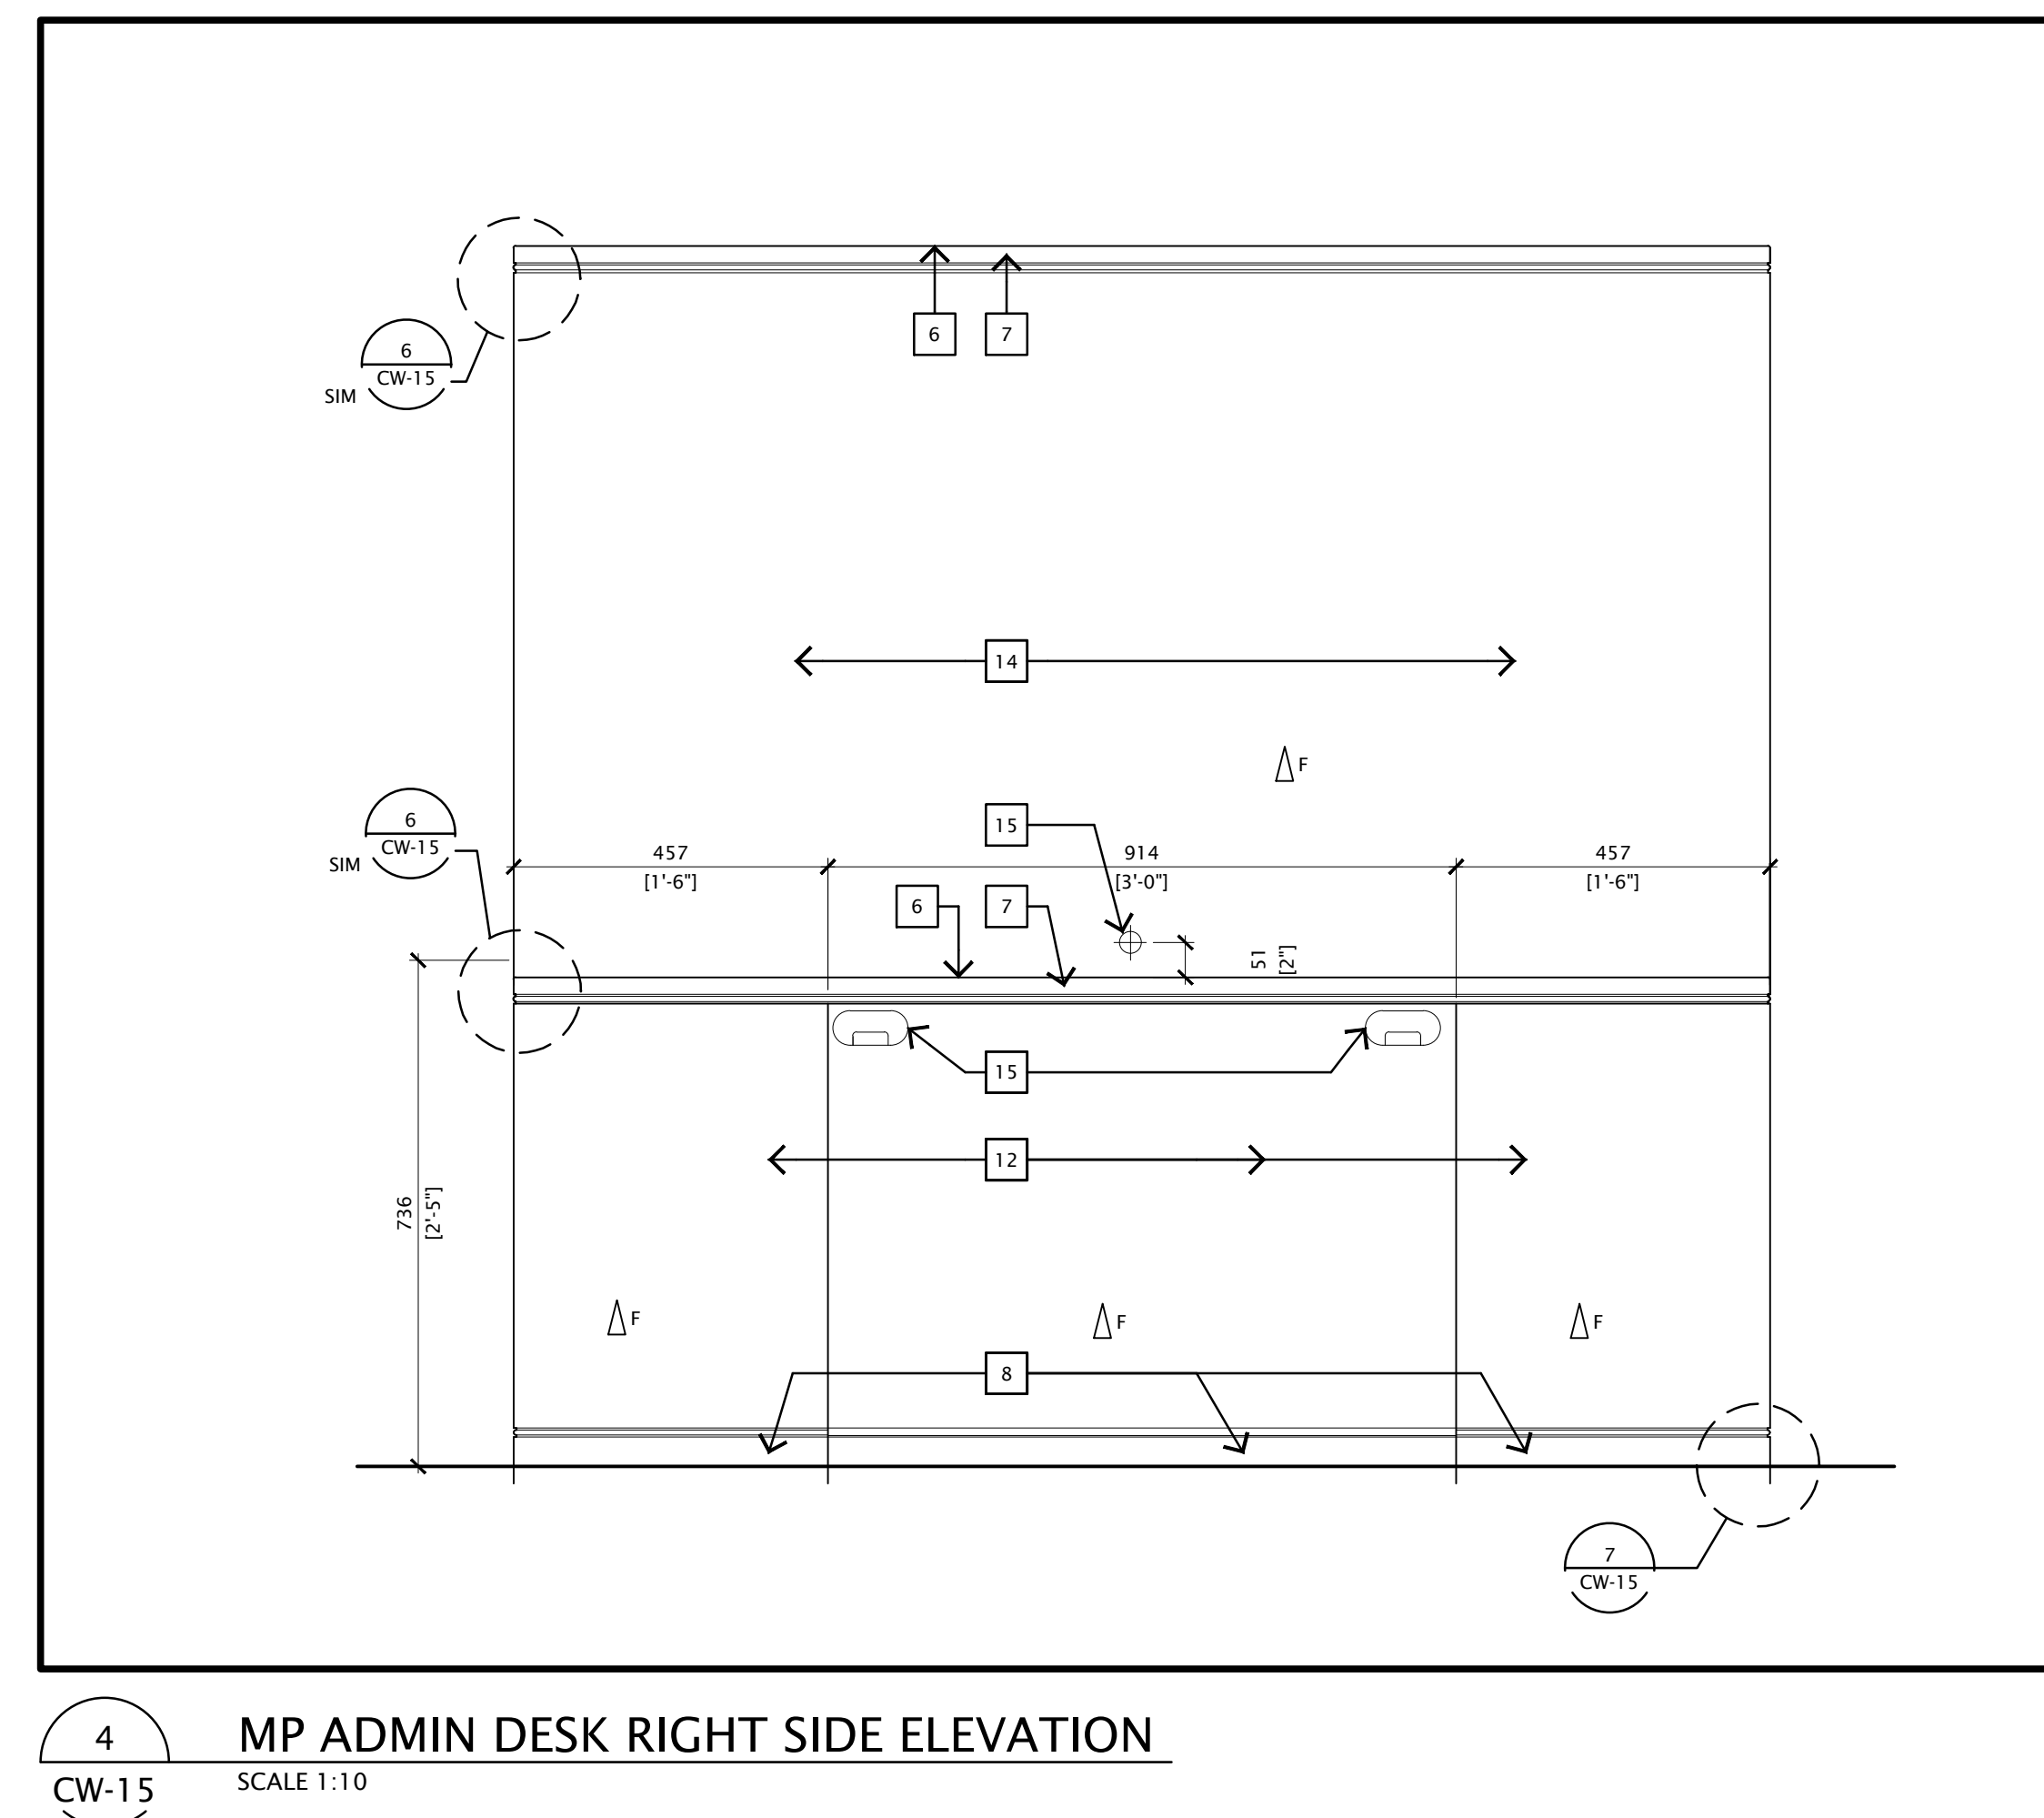 6
7
6
CW-15
SIM
14
F
15
6
CW-15
SIM
457
[1'-6"]
914
[3'-0"]
457
[1'-6"]
6
7
51
[2"]
15
12
736
[2'-5"]
F
F
F
8
7
CW-15
4
CW-15
MP ADMIN DESK RIGHT SIDE ELEVATION
SCALE 1:10